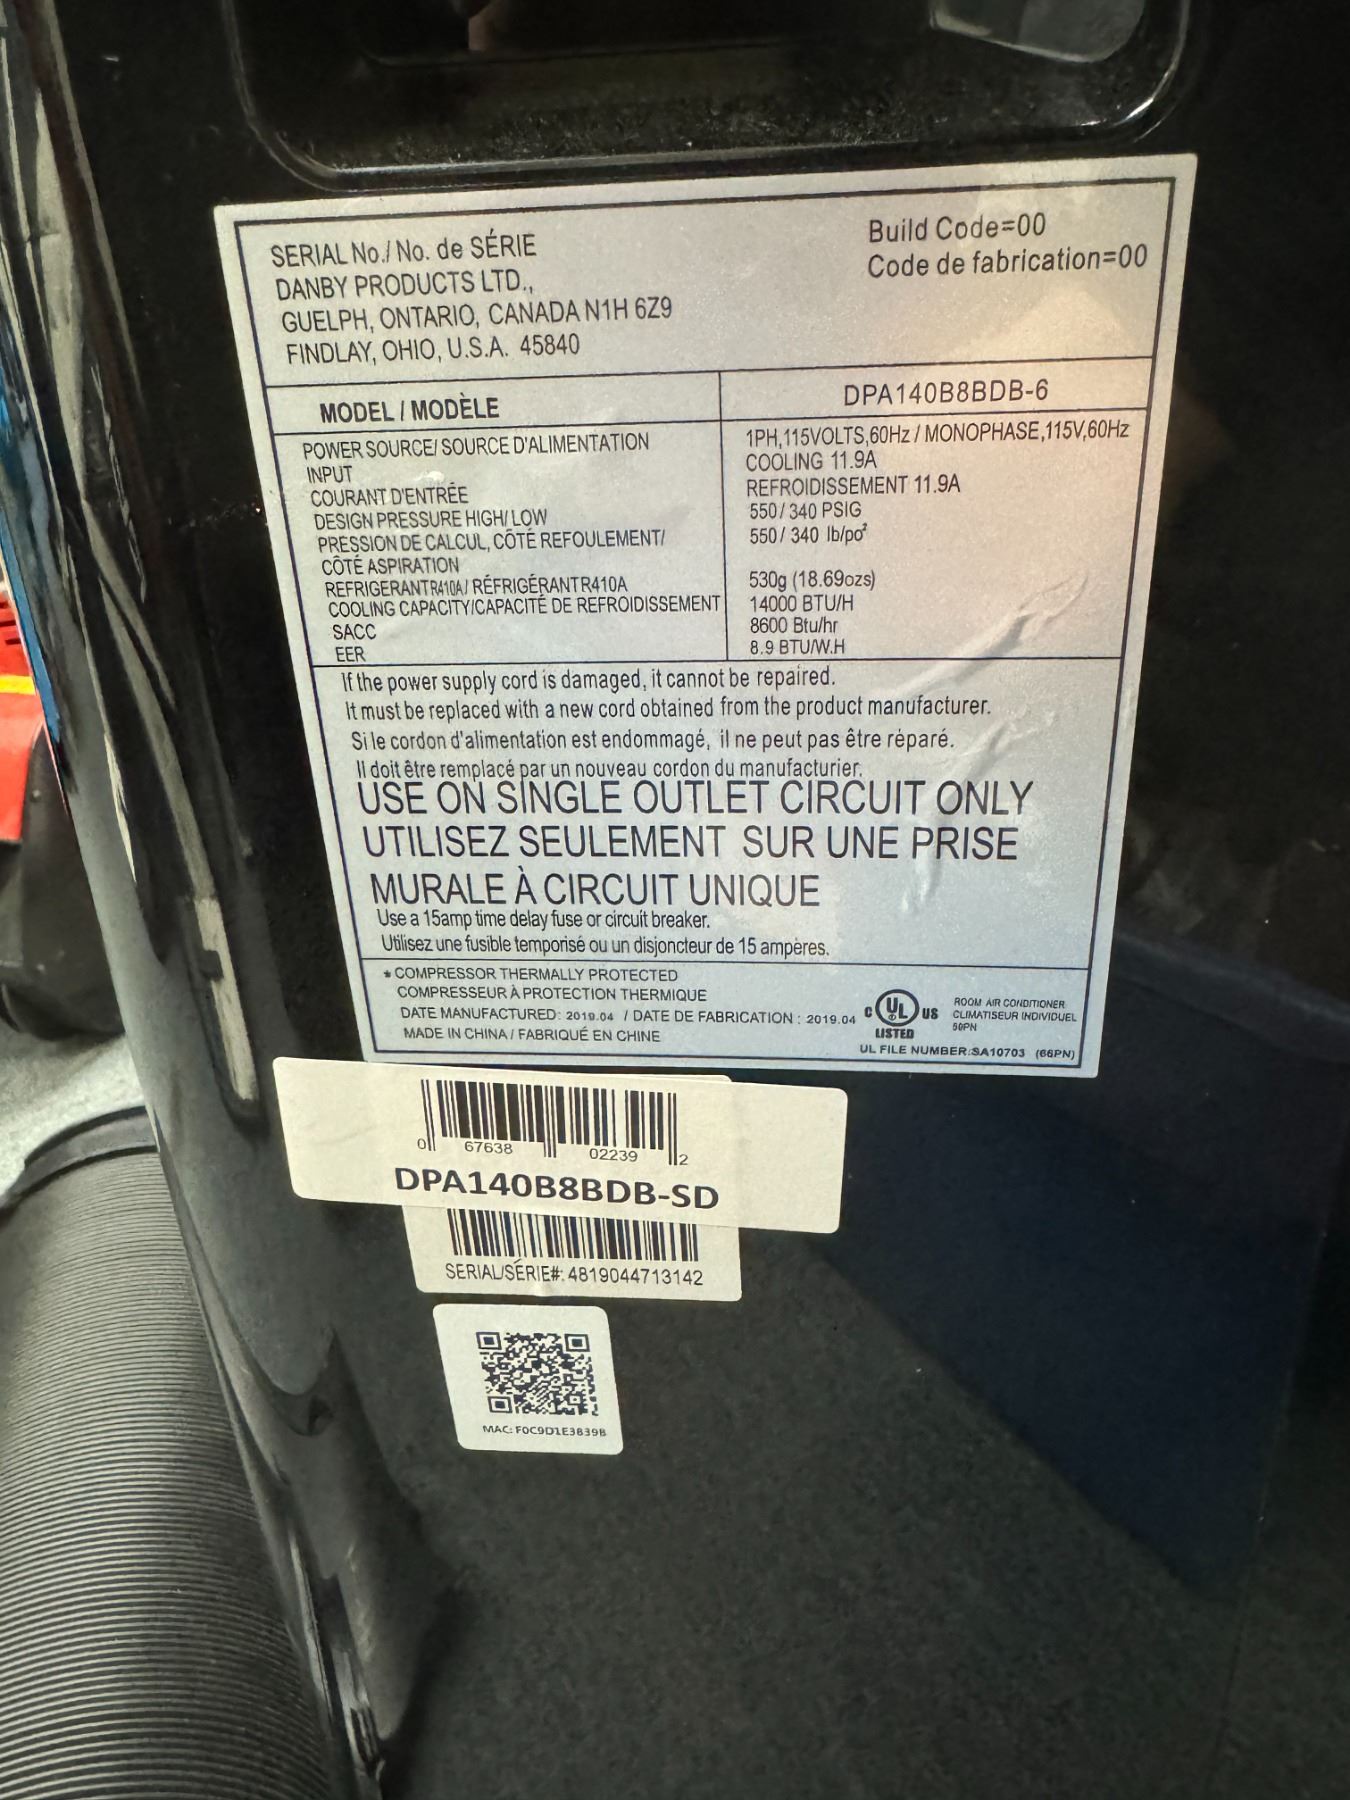 SERIAL No./ No. de SÉRIE
DANBY PRODUCTS LTD.,
GUELPH, ONTARIO, CANADA N1H 6Z9
FINDLAY, OHIO, U.S.A. 45840
Build Code=00
Code de fabrication=00
MODEL / MODÈLE
DPA140B8BDB-6
POWER SOURCE/ SOURCE D'ALIMENTATION
1PH,115VOLTS,60Hz / MONOPHASE,115V,60Hz
INPUT
COOLING 11.9A
COURANT D'ENTRÉE
REFROIDISSEMENT 11.9A
DESIGN PRESSURE HIGH/ LOW
550 / 340 PSIG
PRESSION DE CALCUL, CÔTÉ REFOULEMENT/
550 / 340 lb/po²
CÔTÉ ASPIRATION
REFRIGERANTR410A/ RÉFRIGÉRANTR410A
530g (18.69ozs)
COOLING CAPACITY/CAPACITÉ DE REFROIDISSEMENT
14000 BTU/H
SACC
8600 Btu/hr
EER
8.9 BTU/W.H
If the power supply cord is damaged, it cannot be repaired.
It must be replaced with a new cord obtained from the product manufacturer.
Si le cordon d'alimentation est endommagé, il ne peut pas être réparé.
Il doit être remplacé par un nouveau cordon du manufacturier.
USE ON SINGLE OUTLET CIRCUIT ONLY
UTILISEZ SEULEMENT SUR UNE PRISE
MURALE À CIRCUIT UNIQUE
Use a 15amp time delay fuse or circuit breaker.
Utilisez une fusible temporisé ou un disjoncteur de 15 ampères.
* COMPRESSOR THERMALLY PROTECTED
COMPRESSEUR À PROTECTION THERMIQUE
DATE MANUFACTURED: 2019.04 / DATE DE FABRICATION : 2019.04
MADE IN CHINA / FABRIQUÉ EN CHINE
C UL US
LISTED
ROOM AIR CONDITIONER
CLIMATISEUR INDIVIDUEL
50PN
UL FILE NUMBER:SA10703 (66PN)
0 67638 02239 2
DPA140B8BDB-SD
SERIAL/SÉRIE#: 4819044713142
MAC: F0C9D1E3839B